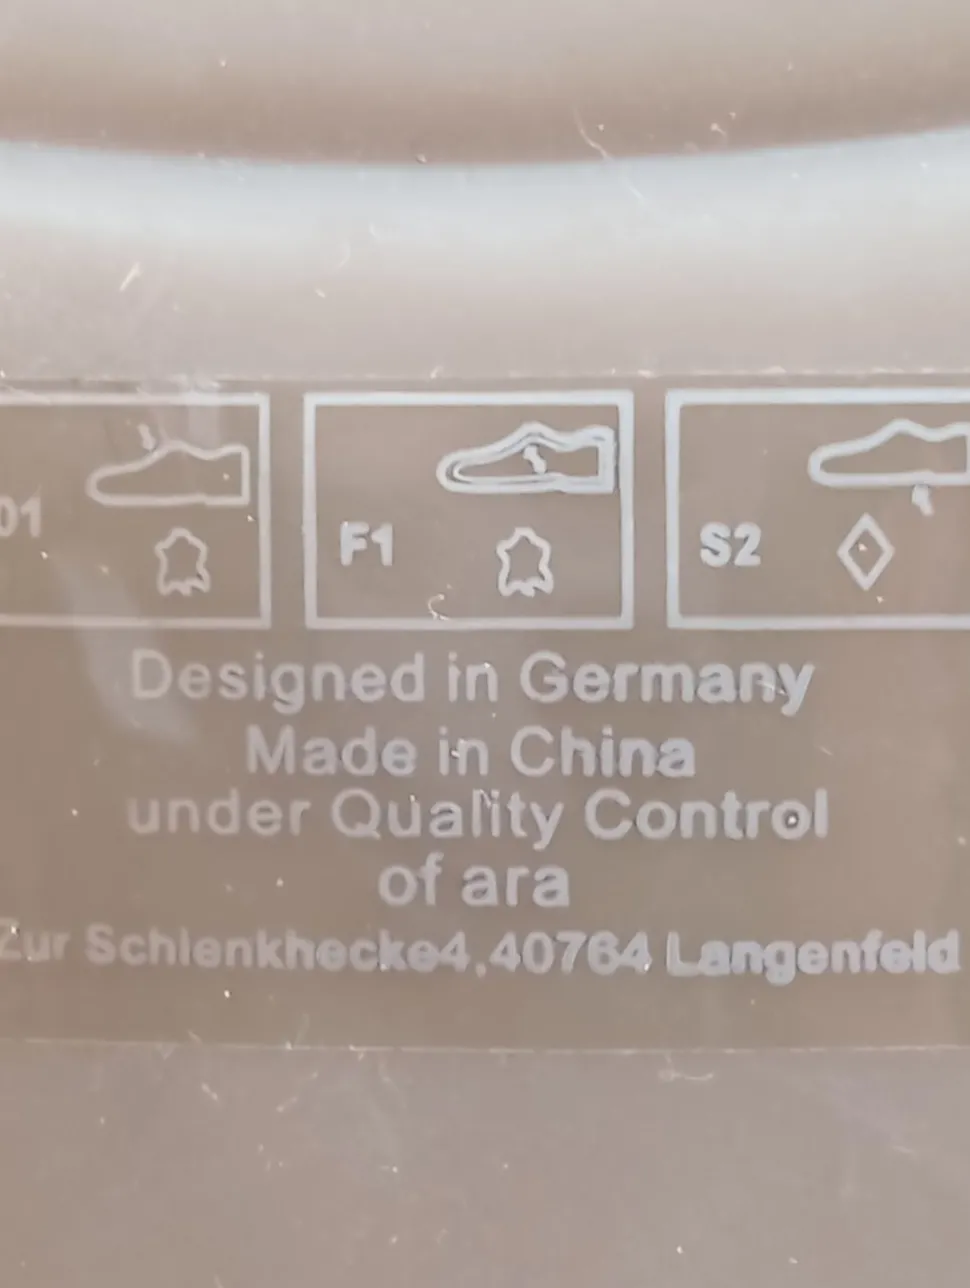 01
F1
S2
Designed in Germany
Made in China
under Quality Control
of ara
Zur Schlenkhecke4,40764 Langenfeld